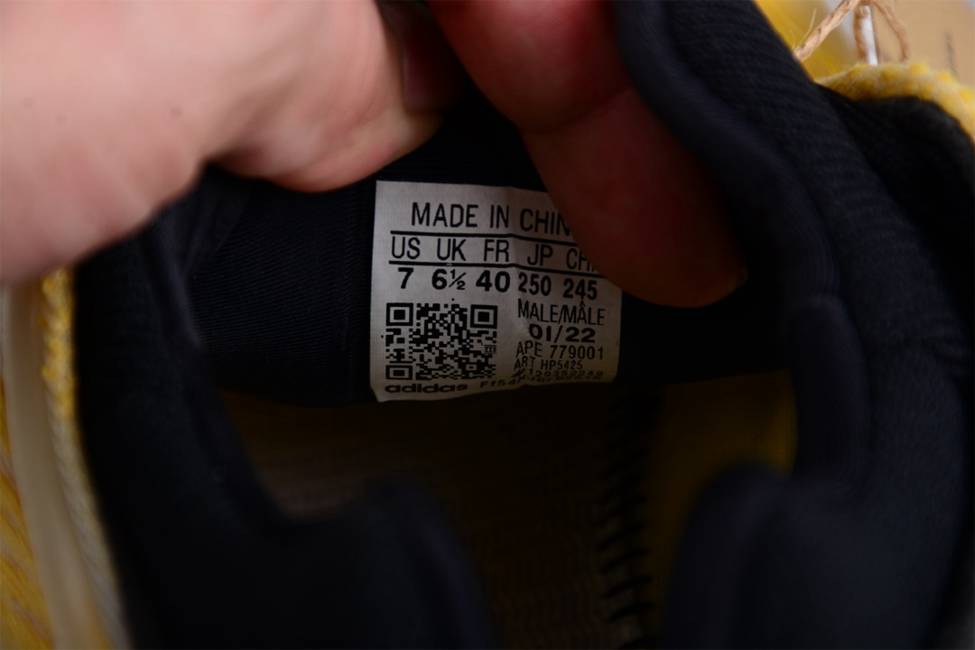 MADE IN CHIN
US UK FR JP CH
7 6½ 40 250 245
MALE/MÂLE
01/22
APE 779001
ART HP5425
adidas